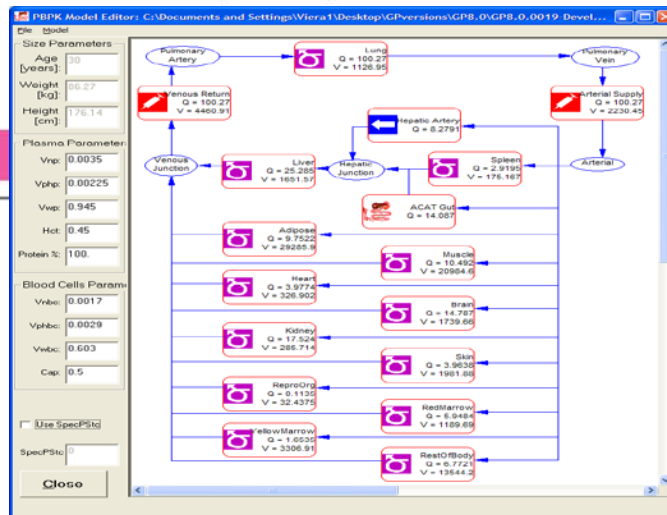 PBPK Model Editor: C:\Documents and Settings\Viera1\Desktop\GPversions\GP8.0\GP8.0.0019-Devel...
File Model
Size Parameters
Age [years]: 30
Weight [kg]: 86.27
Height [cm]: 176.14
Plasma Parameter
Vnp: 0.0035
Vphp: 0.00225
Vwp: 0.945
Hct: 0.45
Protein %: 100.
Blood Cells Param
Vnbc: 0.0017
Vphbc: 0.0029
Vwbc: 0.603
Cap: 0.5
Use SpecPStc
SpecPStc 0
Close
Pulmonary Artery
Lung
Q = 100.27
V = 1126.95
Pulmonary Vein
Venous Return
Q = 100.27
V = 4460.91
Arterial Supply
Q = 100.27
V = 2230.45
Hepatic Artery
Q = 8.2791
Venous Junction
Liver
Q = 25.285
V = 1651.57
Hepatic Junction
Spleen
Q = 2.9195
V = 175.167
Arterial
ACAT Gut
Q = 14.087
Adipose
Q = 9.7522
V = 29285.9
Muscle
Q = 10.492
V = 20984.6
Heart
Q = 3.9774
V = 326.902
Brain
Q = 14.787
V = 1739.66
Kidney
Q = 17.524
V = 285.714
Skin
Q = 3.9638
V = 1981.88
ReproOrg
Q = 0.1135
V = 32.4375
RedMarrow
Q = 5.9484
V = 1189.69
YellowMarrow
Q = 1.6535
V = 3306.91
RestOfBody
Q = 6.7721
V = 13544.2